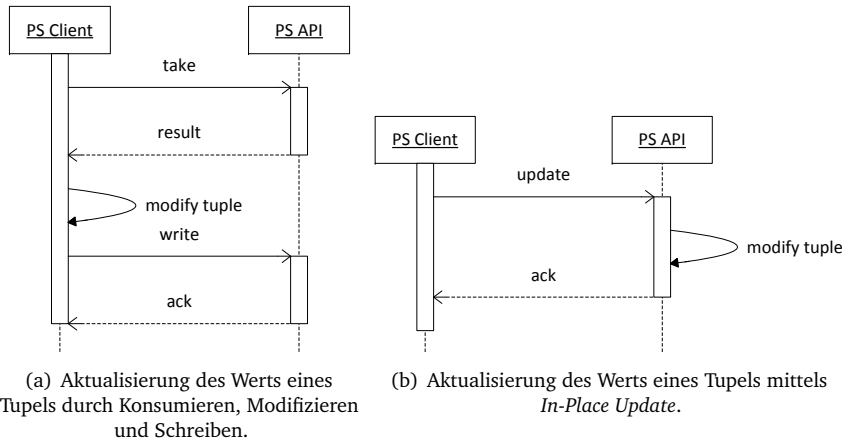 PS Client
PS API
take
result
modify tuple
write
ack
(a) Aktualisierung des Werts eines
Tupels durch Konsumieren, Modifizieren
und Schreiben.
PS Client
PS API
update
modify tuple
ack
(b) Aktualisierung des Werts eines Tupels mittels
In-Place Update.